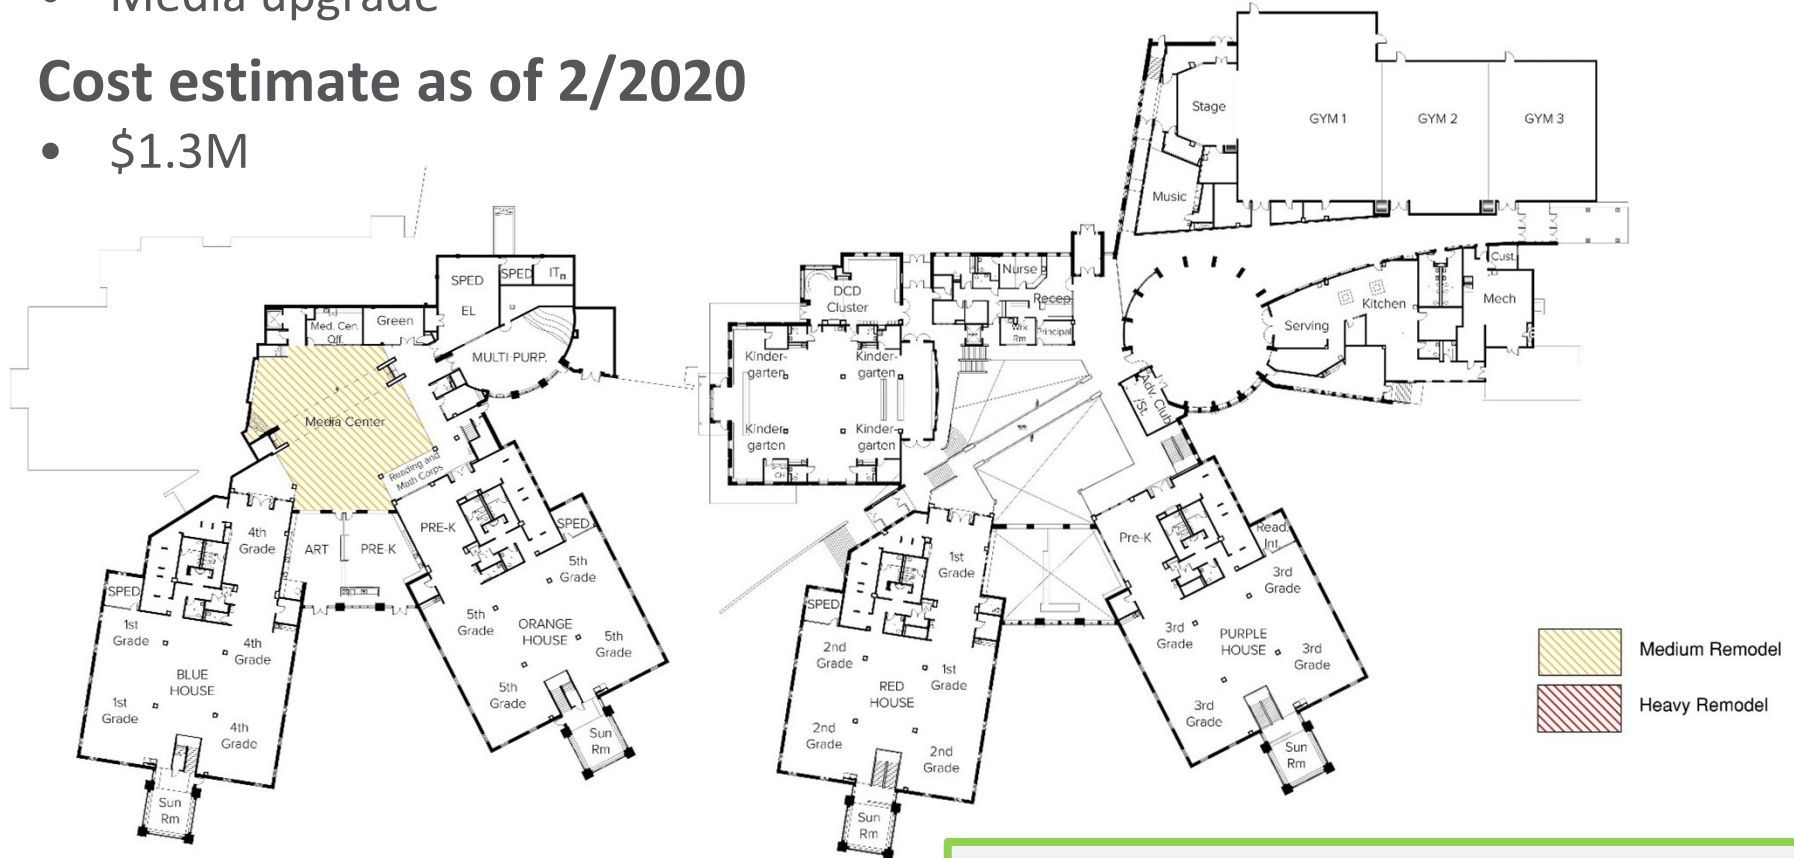 • Media upgrade
Cost estimate as of 2/2020
• $1.3M
Stage
GYM 1
GYM 2
GYM 3
Music
SPED
SPED
IT
EL
Green
Med. Cen.
Off.
MULTI PURP.
Media Center
Reading and
Math Corps
4th
Grade
ART
PRE-K
PRE-K
SPED
5th
Grade
SPED
1st
Grade
4th
Grade
BLUE
HOUSE
1st
Grade
4th
Grade
Sun
Rm
5th
Grade
ORANGE
HOUSE
5th
Grade
5th
Grade
Sun
Rm
DCD
Cluster
Nurse
Recep
Wrk
Rm
Principal
Kinder-
garten
Kinder-
garten
Kinder-
garten
Kinder-
garten
CH
Cust.
Kitchen
Mech
Serving
Adv. Club
/St.
1st
Grade
SPED
2nd
Grade
1st
Grade
RED
HOUSE
2nd
Grade
2nd
Grade
Sun
Rm
Pre-K
Read.
Int.
3rd
Grade
3rd
Grade
PURPLE
HOUSE
3rd
Grade
3rd
Grade
Sun
Rm
Medium Remodel
Heavy Remodel